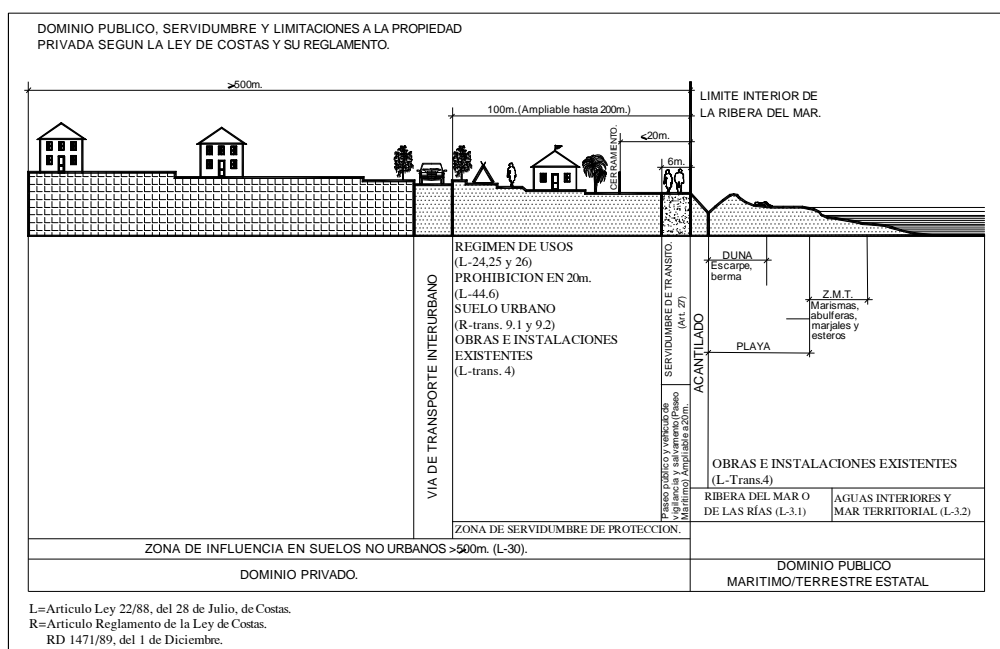 DOMINIO PUBLICO, SERVIDUMBRE Y LIMITACIONES A LA PROPIEDAD
PRIVADA SEGUN LA LEY DE COSTAS Y SU REGLAMENTO.
>500m.
LIMITE INTERIOR DE
LA RIBERA DEL MAR.
100m.(Ampliable hasta 200m.)
CERRAMENTO.
≤20m.
6m.
VIA DE TRANSPORTE INTERURBANO
REGIMEN DE USOS
(L-24,25 y 26)
PROHIBICION EN 20m.
(L-44.6)
SUELO URBANO
(R-trans. 9.1 y 9.2)
OBRAS E INSTALACIONES
EXISTENTES
(L-trans. 4)
SERVIDUMBRE DE TRANSITO.
(Art. 27)
Paseo público y vehículo de
vigilancia y salvamento(Paseo
Marítimo) Ampliable a 20m.
ACANTILADO
DUNA
Escarpe,
berma
Z.M.T.
Marismas,
abulferas,
marjales y
esteros
PLAYA
OBRAS E INSTALACIONES EXISTENTES
(L-Trans.4)
RIBERA DEL MAR O
DE LAS RÍAS (L-3.1)
AGUAS INTERIORES Y
MAR TERRITORIAL (L-3.2)
ZONA DE SERVIDUMBRE DE PROTECCION.
ZONA DE INFLUENCIA EN SUELOS NO URBANOS >500m. (L-30).
DOMINIO PRIVADO.
DOMINIO PUBLICO
MARITIMO/TERRESTRE ESTATAL
L=Articulo Ley 22/88, del 28 de Julio, de Costas.
R=Articulo Reglamento de la Ley de Costas.
RD 1471/89, del 1 de Diciembre.